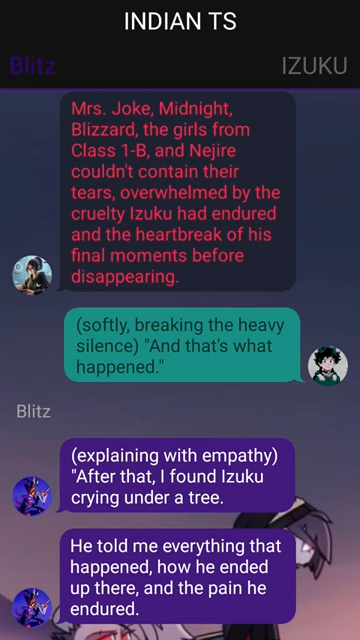 INDIAN TS
Blitz
IZUKU
Mrs. Joke, Midnight,
Blizzard, the girls from
Class 1-B, and Nejire
couldn't contain their
tears, overwhelmed by the
cruelty Izuku had endured
and the heartbreak of his
final moments before
disappearing.
(softly, breaking the heavy
silence) "And that's what
happened."
Blitz
(explaining with empathy)
"After that, I found Izuku
crying under a tree.
He told me everything that
happened, how he ended
up there, and the pain he
endured.